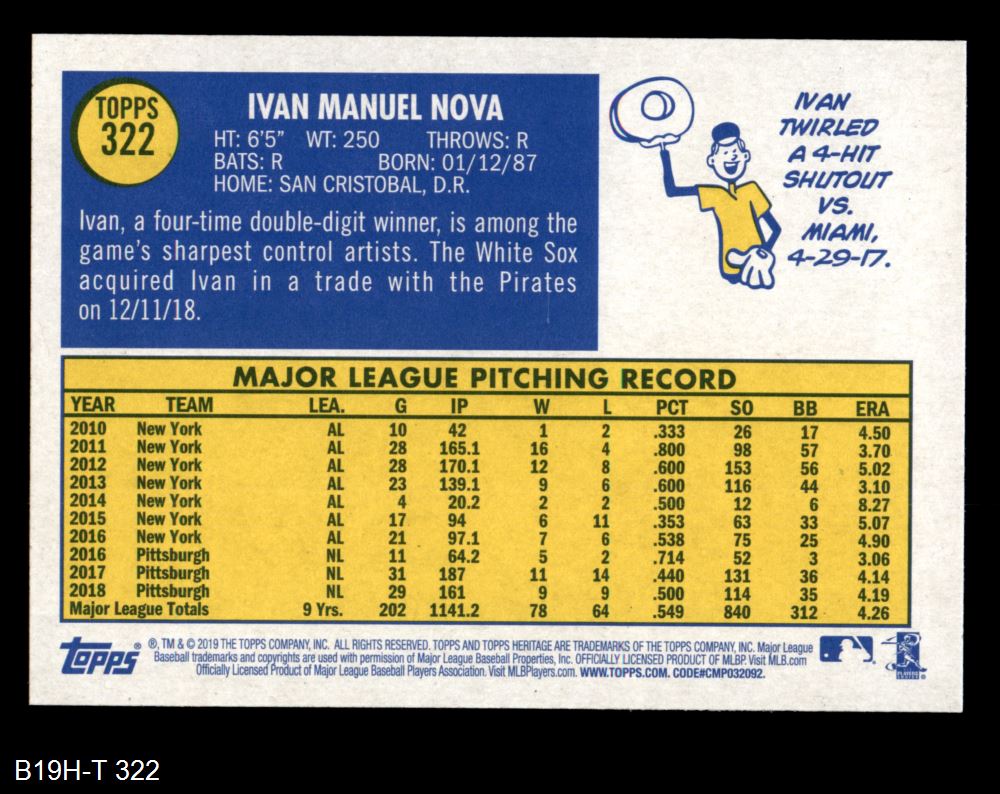 TOPPS
322
IVAN MANUEL NOVA
HT: 6'5" WT: 250 THROWS: R
BATS: R BORN: 01/12/87
HOME: SAN CRISTOBAL, D.R.
Ivan, a four-time double-digit winner, is among the
game's sharpest control artists. The White Sox
acquired Ivan in a trade with the Pirates
on 12/11/18.
IVAN
TWIRLED
A 4-HIT
SHUTOUT
VS.
MIAMI,
4-29-17.
MAJOR LEAGUE PITCHING RECORD
YEAR TEAM LEA. G IP W L PCT SO BB ERA
2010 New York AL 10 42 1 2 .333 26 17 4.50
2011 New York AL 28 165.1 16 4 .800 98 57 3.70
2012 New York AL 28 170.1 12 8 .600 153 56 5.02
2013 New York AL 23 139.1 9 6 .600 116 44 3.10
2014 New York AL 4 20.2 2 2 .500 12 6 8.27
2015 New York AL 17 94 6 11 .353 63 33 5.07
2016 New York AL 21 97.1 7 6 .538 75 25 4.90
2016 Pittsburgh NL 11 64.2 5 2 .714 52 3 3.06
2017 Pittsburgh NL 31 187 11 14 .440 131 36 4.14
2018 Pittsburgh NL 29 161 9 9 .500 114 35 4.19
Major League Totals 9 Yrs. 202 1141.2 78 64 .549 840 312 4.26
Topps ®
®, TM & © 2019 THE TOPPS COMPANY, INC. ALL RIGHTS RESERVED. TOPPS AND TOPPS HERITAGE ARE TRADEMARKS OF THE TOPPS COMPANY, INC. Major League
Baseball trademarks and copyrights are used with permission of Major League Baseball Properties, Inc. OFFICIALLY LICENSED PRODUCT OF MLBP. Visit MLB.com
Officially Licensed Product of Major League Baseball Players Association. Visit MLBPlayers.com. WWW.TOPPS.COM. CODE#CMP032092.
B19H-T 322